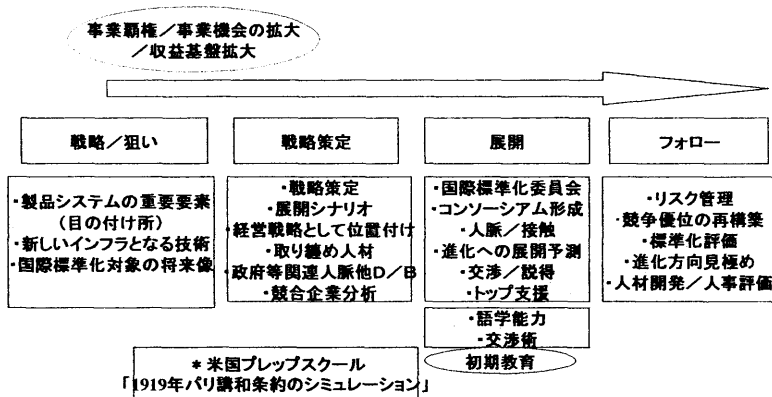 事業覇権／事業機会の拡大
／収益基盤拡大
戦略／狙い
戦略策定
展開
フォロー
・製品システムの重要要素
（目の付け所）
・新しいインフラとなる技術
・国際標準化対象の将来像
・戦略策定
・展開シナリオ
・経営戦略として位置付け
・取り纏め人材
・政府等関連人脈他D／B
・競合企業分析
・国際標準化委員会
・コンソーシアム形成
・人脈／接触
・進化への展開予測
・交渉／説得
・トップ支援
・語学能力
・交渉術
初期教育
・リスク管理
・競争優位の再構築
・標準化評価
・進化方向見極め
・人材開発／人事評価
＊米国プレップスクール
「1919年パリ講和条約のシミュレーション」